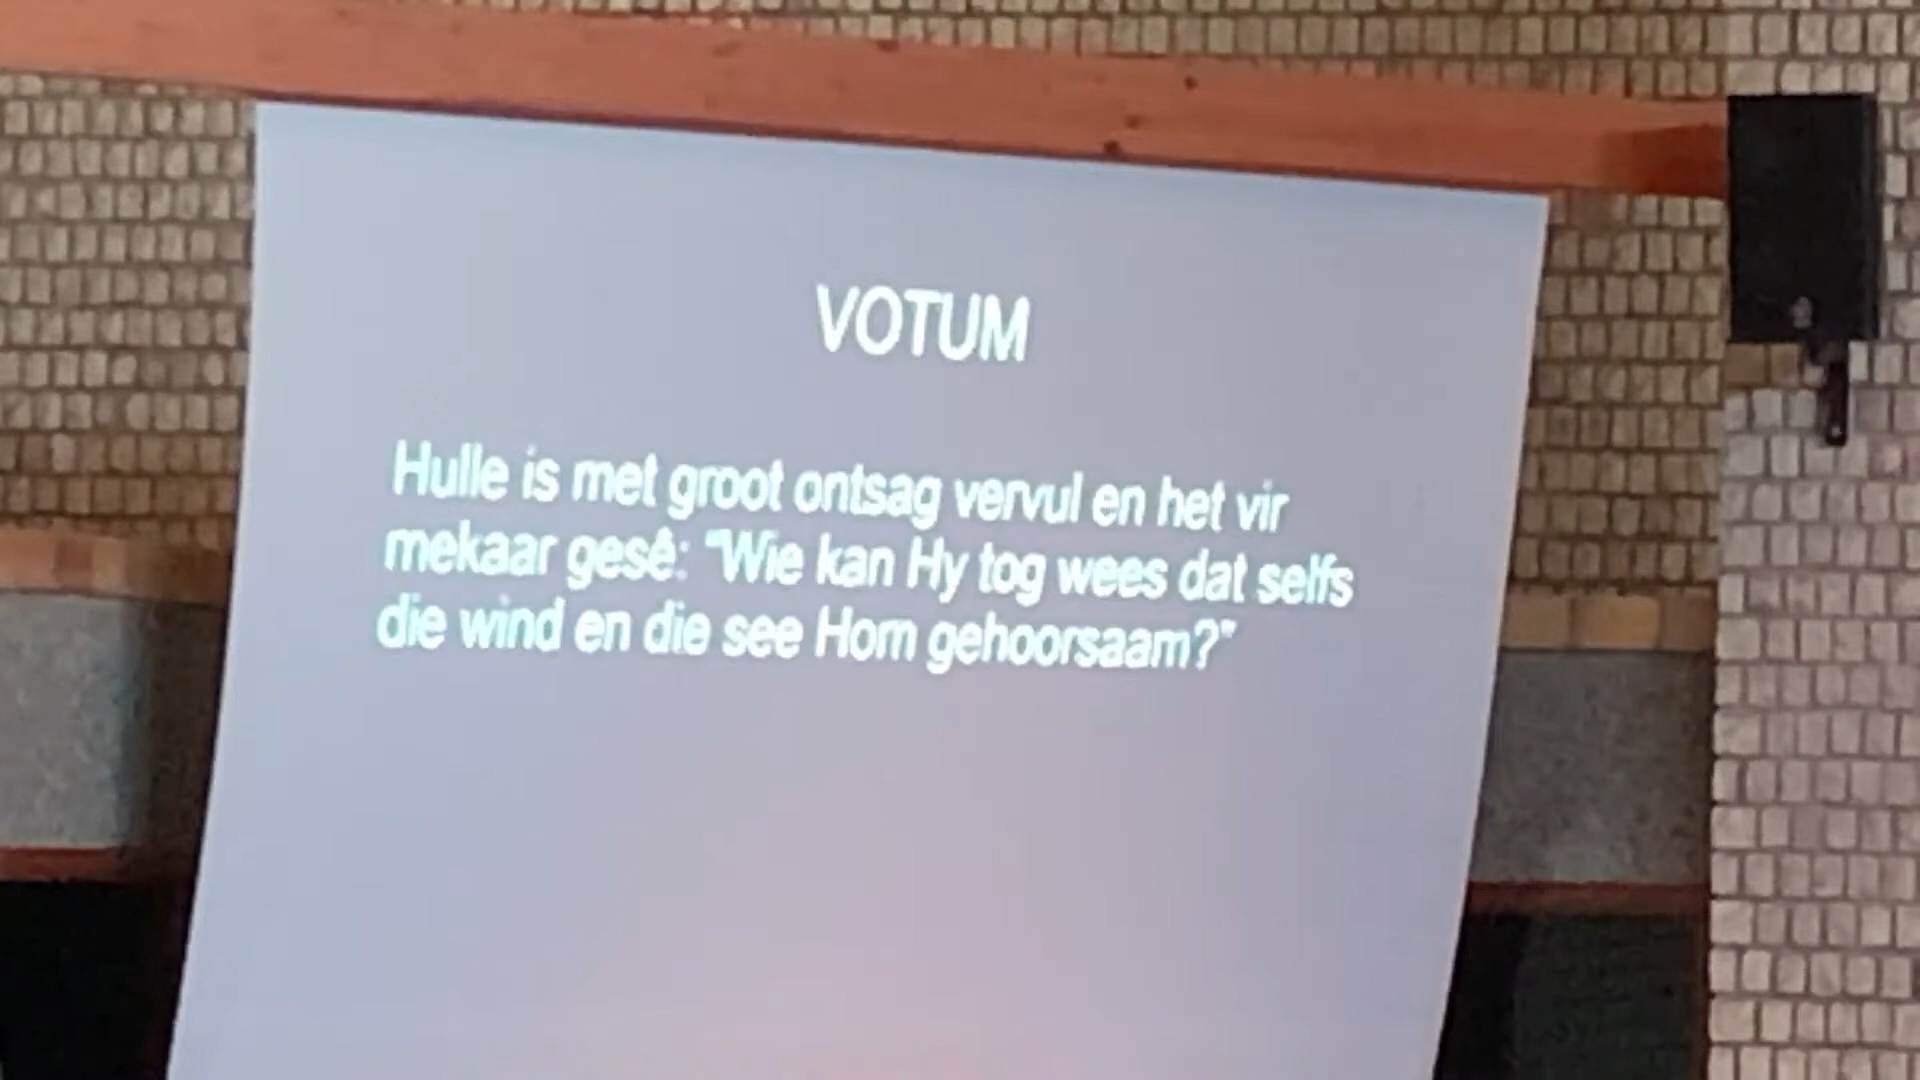 VOTUM
Hulle is met groot ontsag vervul en het vir
mekaar gesê: "Wie kan Hy tog wees dat selfs
die wind en die see Hom gehoorsaam?"